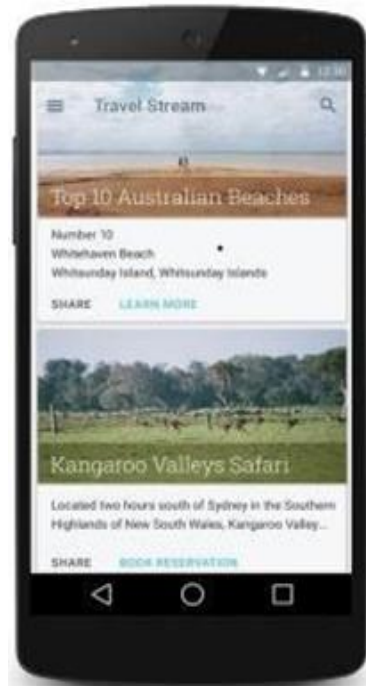 12:30
Travel Stream
Top 10 Australian Beaches
Number 10
Whitehaven Beach
Whitsunday Island, Whitsunday Islands
SHARE LEARN MORE
Kangaroo Valleys Safari
Located two hours south of Sydney in the Southern
Highlands of New South Wales, Kangaroo Valley...
SHARE BOOK RESERVATION